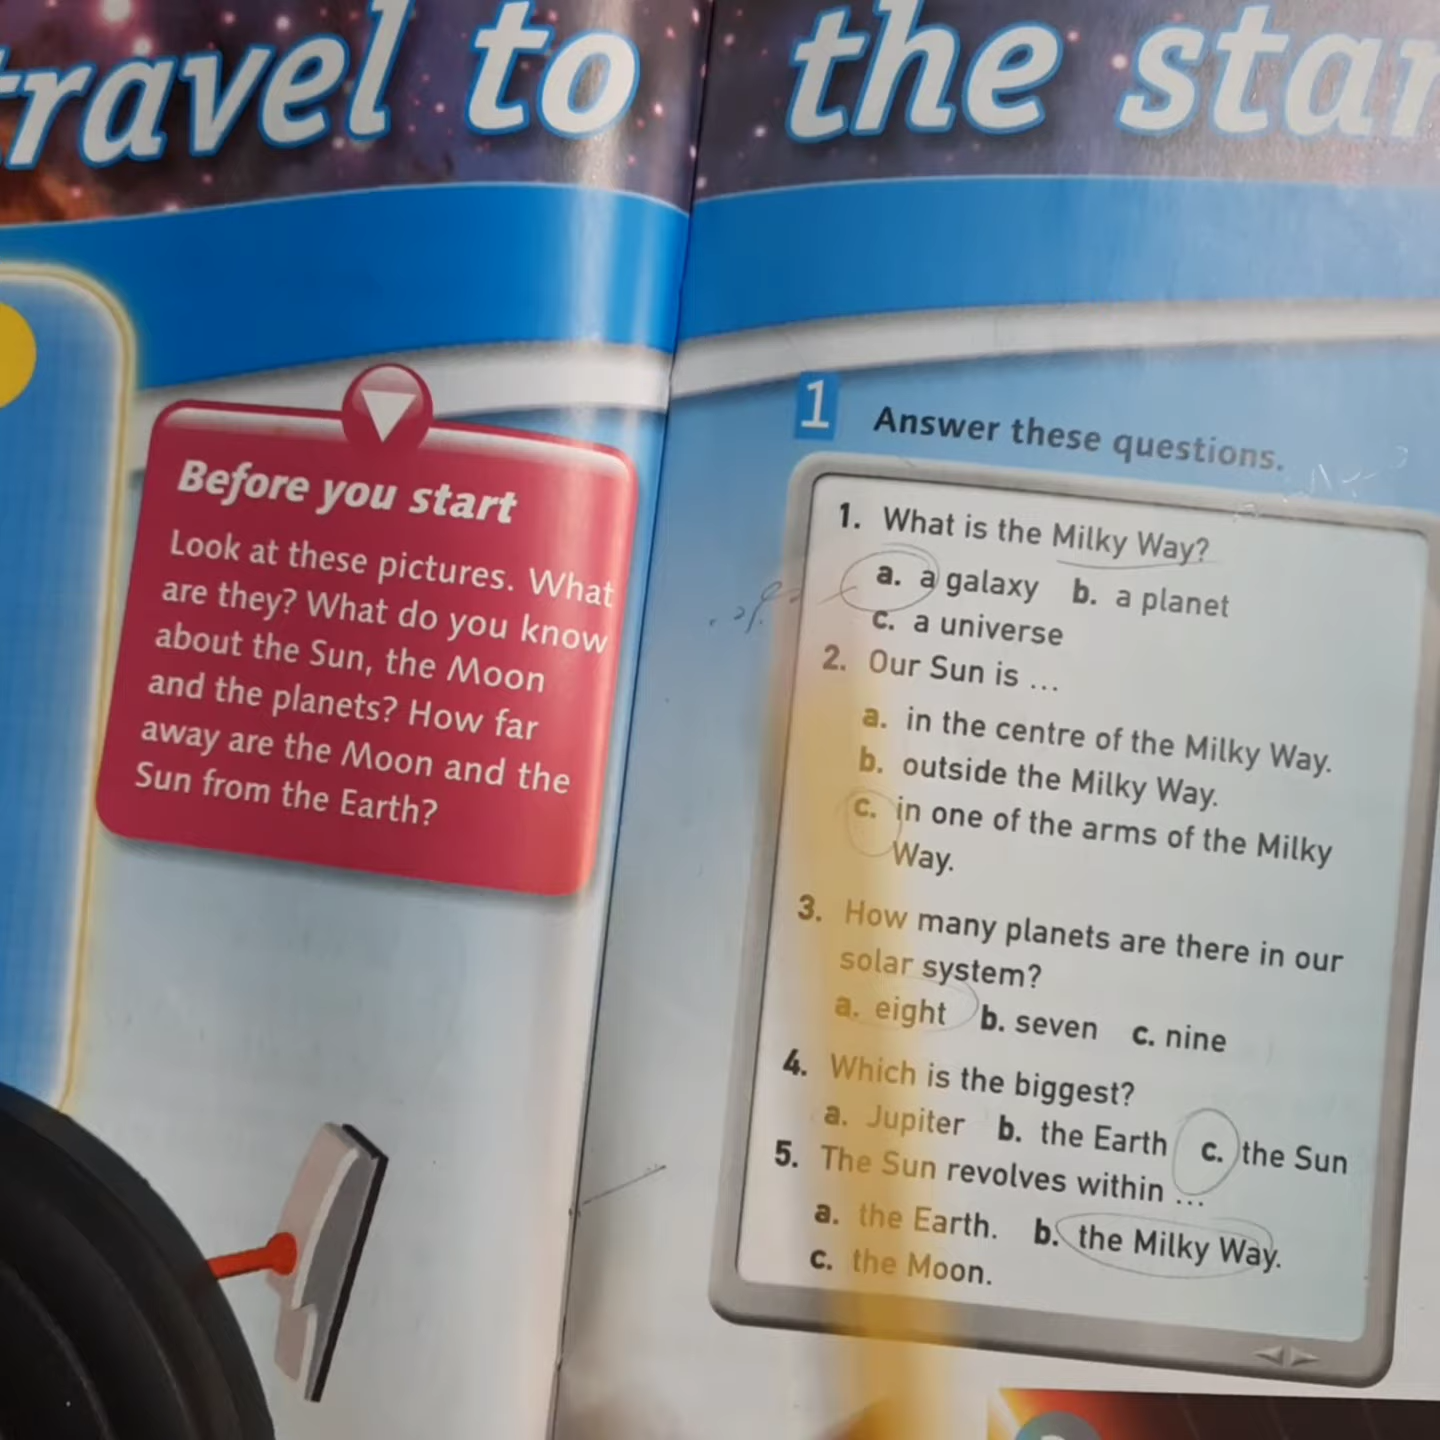 travel to the star
Before you start
Look at these pictures. What
are they? What do you know
about the Sun, the Moon
and the planets? How far
away are the Moon and the
Sun from the Earth?
1 Answer these questions.
1. What is the Milky Way?
a. a galaxy b. a planet
c. a universe
2. Our Sun is ...
a. in the centre of the Milky Way.
b. outside the Milky Way.
c. in one of the arms of the Milky
Way.
3. How many planets are there in our
solar system?
a. eight b. seven c. nine
4. Which is the biggest?
a. Jupiter b. the Earth c. the Sun
5. The Sun revolves within ...
a. the Earth. b. the Milky Way.
c. the Moon.